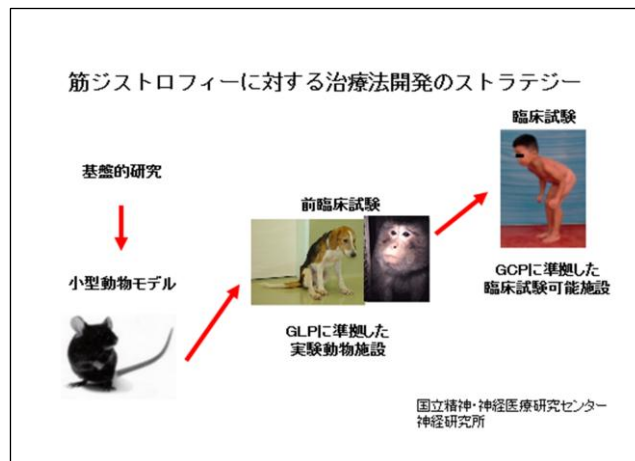 筋ジストロフィーに対する治療法開発のストラテジー
臨床試験
基盤的研究
前臨床試験
小型動物モデル
GCPに準拠した
臨床試験可能施設
GLPに準拠した
実験動物施設
国立精神・神経医療研究センター
神経研究所